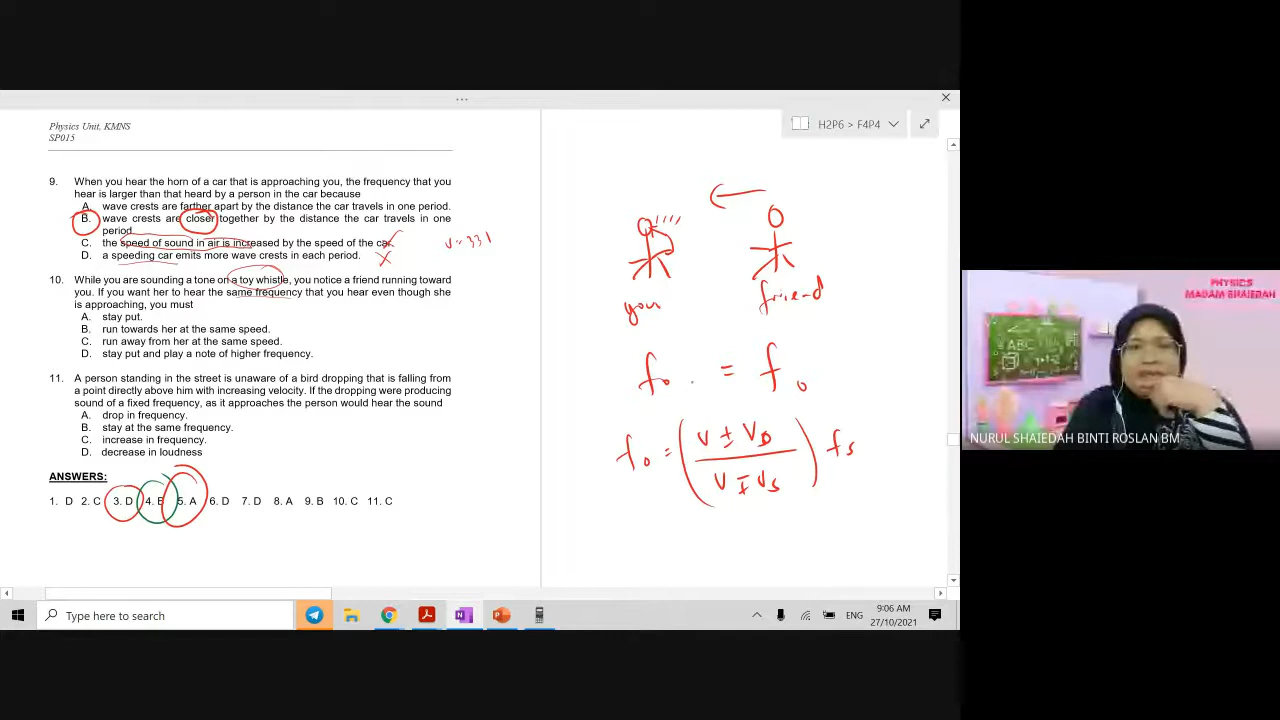 Physics Unit, KMNS
SP015
9. When you hear the horn of a car that is approaching you, the frequency that you
hear is larger than that heard by a person in the car because
A. wave crests are farther apart by the distance the car travels in one period.
B. wave crests are closer together by the distance the car travels in one
period.
C. the speed of sound in air is increased by the speed of the car.
D. a speeding car emits more wave crests in each period.
v = 331
10. While you are sounding a tone on a toy whistle, you notice a friend running toward
you. If you want her to hear the same frequency that you hear even though she
is approaching, you must
A. stay put.
B. run towards her at the same speed.
C. run away from her at the same speed.
D. stay put and play a note of higher frequency.
11. A person standing in the street is unaware of a bird dropping that is falling from
a point directly above him with increasing velocity. If the dropping were producing
sound of a fixed frequency, as it approaches the person would hear the sound
A. drop in frequency.
B. stay at the same frequency.
C. increase in frequency.
D. decrease in loudness
ANSWERS:
1. D 2. C 3. D 4. B 5. A 6. D 7. D 8. A 9. B 10. C 11. C
H2P6 > F4P4
you friend
fo = fo
fo = (v ± vo / v ∓ vs) fs
PHYSICS
MADAM SHAIEDAH
ABC
NURUL SHAIEDAH BINTI ROSLAN BM
Type here to search
ENG
9:06 AM
27/10/2021